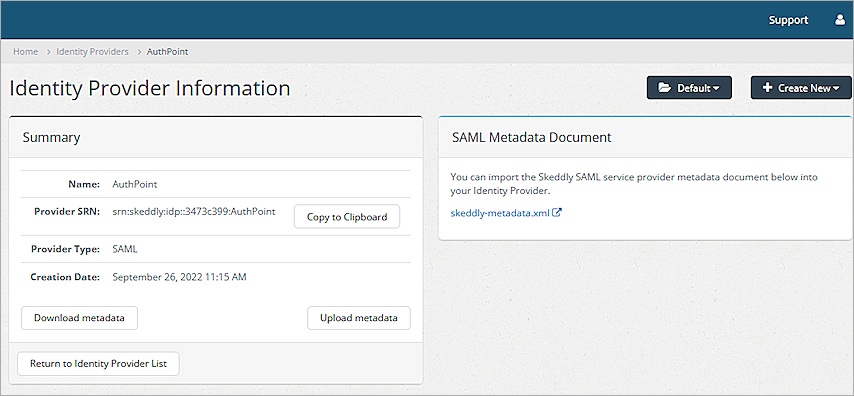 Support
Home > Identity Providers > AuthPoint
Identity Provider Information
Default
Create New
Summary
Name: AuthPoint
Provider SRN: srn:skeddly:idp::3473c399:AuthPoint
Copy to Clipboard
Provider Type: SAML
Creation Date: September 26, 2022 11:15 AM
Download metadata
Upload metadata
Return to Identity Provider List
SAML Metadata Document
You can import the Skeddly SAML service provider metadata document below into
your Identity Provider.
skeddly-metadata.xml